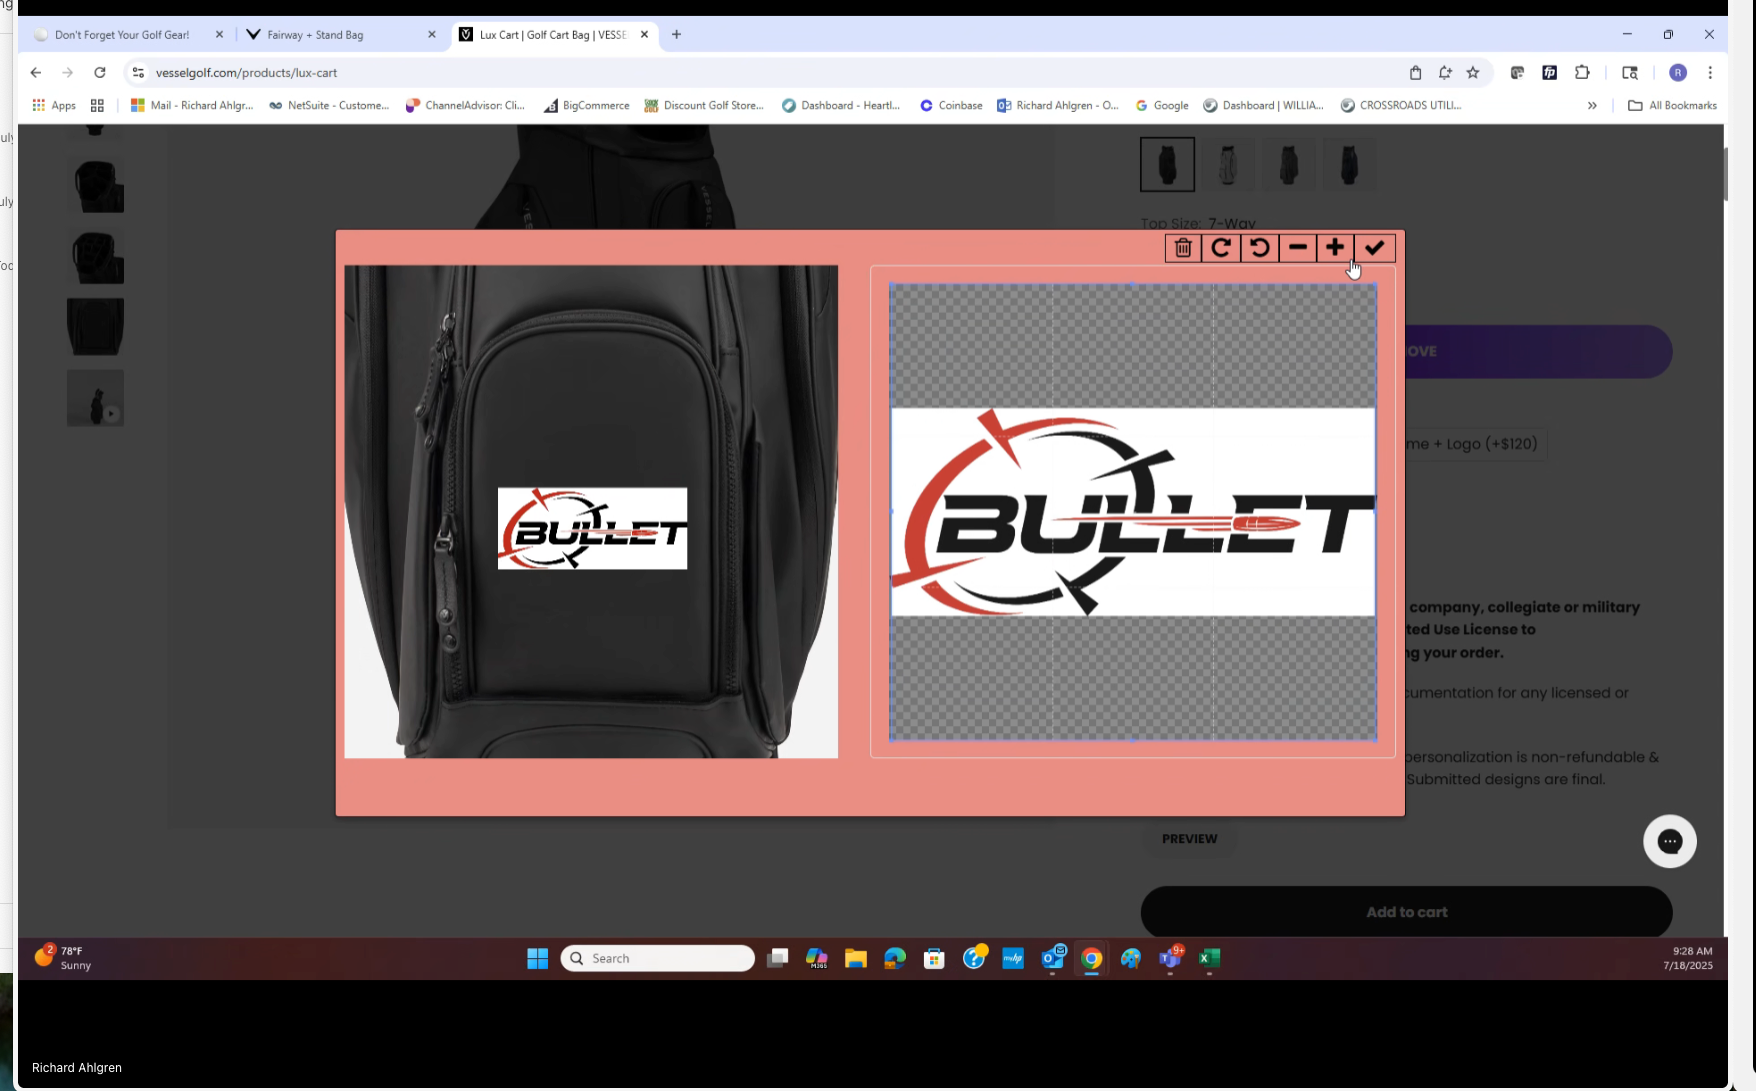 Don't Forget Your Golf Gear!
Fairway + Stand Bag
Lux Cart | Golf Cart Bag | VESSE
vesselgolf.com/products/lux-cart
R
Apps
Mail - Richard Ahlgr...
NetSuite - Custome...
ChannelAdvisor: Cli...
BigCommerce
Discount Golf Store...
Dashboard - Heartl...
Coinbase
Richard Ahlgren - O...
Google
Dashboard | WILLIA...
CROSSROADS UTILI...
All Bookmarks
Top Size: 7-Way
OVE
me + Logo (+$120)
BULLET
BULLET
company, collegiate or military
ted Use License to
ng your order.
cumentation for any licensed or
personalization is non-refundable &
Submitted designs are final.
PREVIEW
Add to cart
2
78°F
Sunny
Search
M365
9+
9:28 AM
7/18/2025
Richard Ahlgren